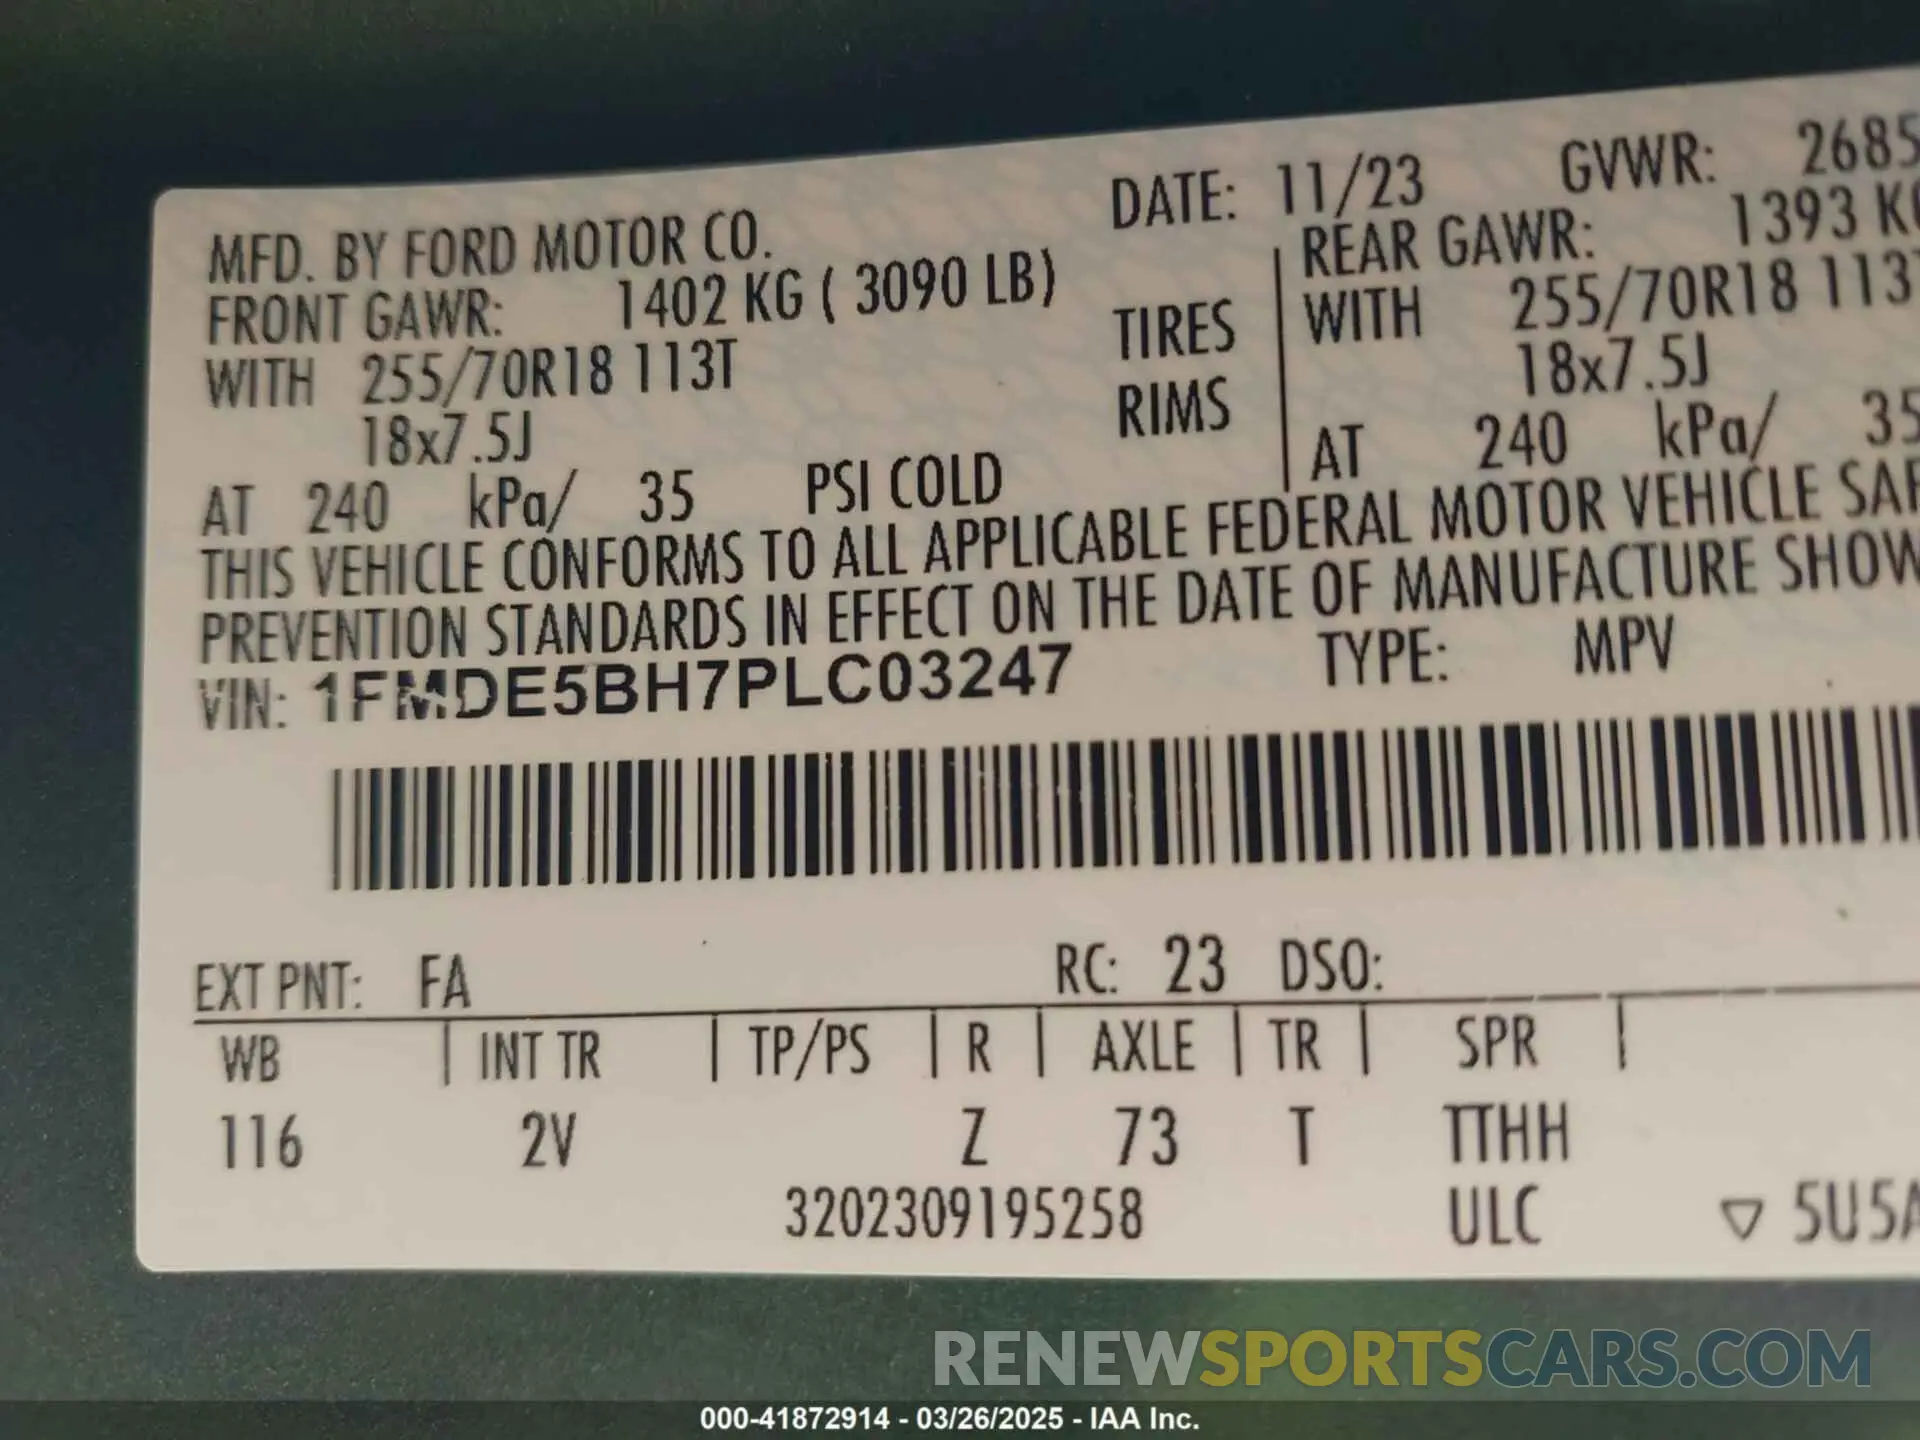 DATE: 11/23 GVWR: 2685
MFD. BY FORD MOTOR CO.
FRONT GAWR: 1402 KG ( 3090 LB) REAR GAWR: 1393 KG
WITH 255/70R18 113T TIRES WITH 255/70R18 113T
18x7.5J RIMS 18x7.5J
AT 240 kPa/ 35 PSI COLD AT 240 kPa/ 35
THIS VEHICLE CONFORMS TO ALL APPLICABLE FEDERAL MOTOR VEHICLE SAF
PREVENTION STANDARDS IN EFFECT ON THE DATE OF MANUFACTURE SHOW
VIN: 1FMDE5BH7PLC03247 TYPE: MPV
EXT PNT: FA RC: 23 DSO:
WB | INT TR | TP/PS | R | AXLE | TR | SPR |
116 2V Z 73 T TTHH
3202309195258 ULC ▽ 5U5A
RENEWSPORTSCARS.COM
000-41872914 - 03/26/2025 - IAA Inc.